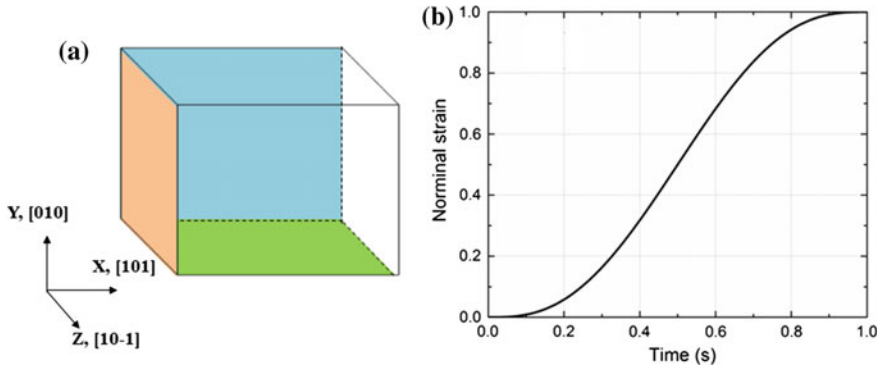 (a)
Y, [010]
X, [101]
Z, [10-1]
(b)
Norminal strain
1.0
0.8
0.6
0.4
0.2
0.0
0.0 0.2 0.4 0.6 0.8 1.0
Time (s)